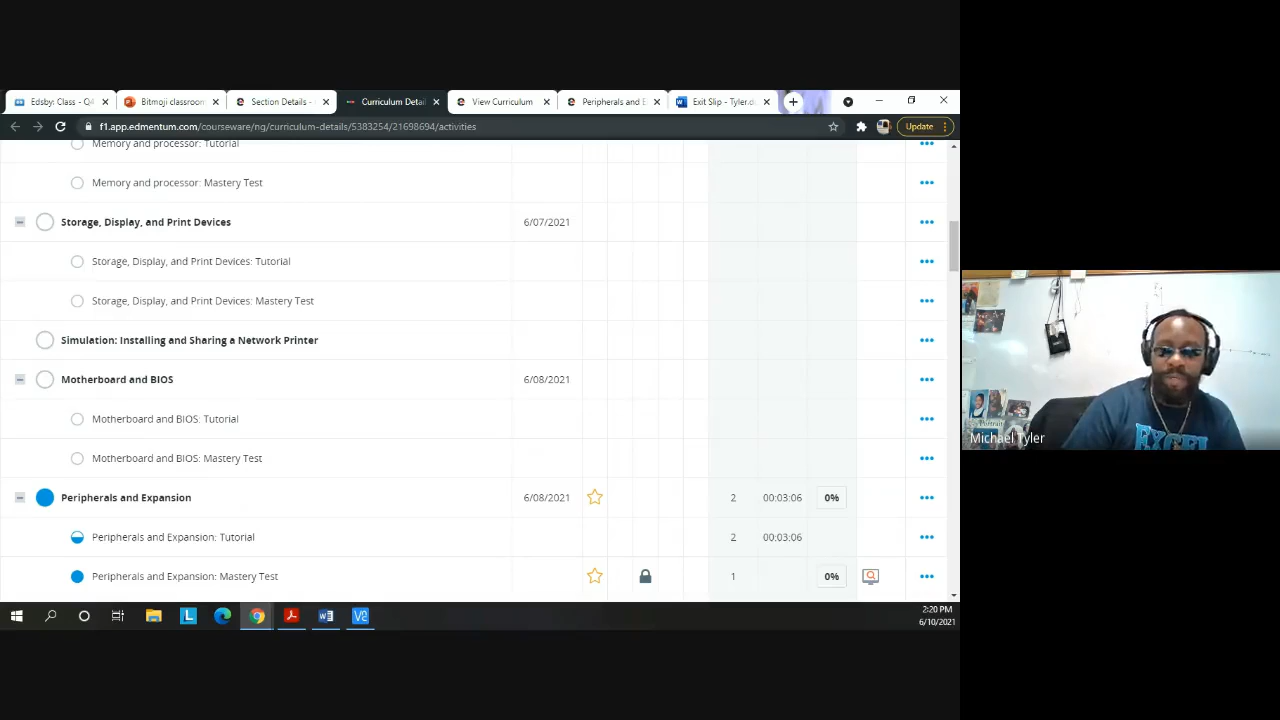 Edsby: Class - Q4
Bitmoji classroom
Section Details -
Curriculum Detai
View Curriculum
Peripherals and E
Exit Slip - Tyler.d
f1.app.edmentum.com/courseware/ng/curriculum-details/5383254/21698694/activities
Update
Memory and processor: Tutorial
Memory and processor: Mastery Test
Storage, Display, and Print Devices 6/07/2021
Storage, Display, and Print Devices: Tutorial
Storage, Display, and Print Devices: Mastery Test
Simulation: Installing and Sharing a Network Printer
Motherboard and BIOS 6/08/2021
Motherboard and BIOS: Tutorial
Motherboard and BIOS: Mastery Test
Peripherals and Expansion 6/08/2021 2 00:03:06 0%
Peripherals and Expansion: Tutorial 2 00:03:06
Peripherals and Expansion: Mastery Test 1 0%
L
2:20 PM
6/10/2021
Portrait
Michael Tyler
EXCEL